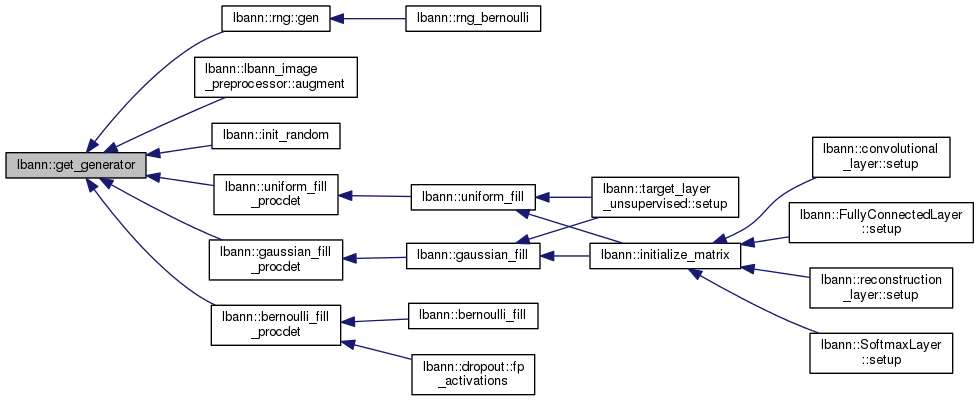 lbann::rng::gen
lbann::rng_bernoulli
lbann::lbann_image
_preprocessor::augment
lbann::init_random
lbann::convolutional
_layer::setup
lbann::get_generator
lbann::uniform_fill
_procdet
lbann::uniform_fill
lbann::target_layer
_unsupervised::setup
lbann::FullyConnectedLayer
::setup
lbann::gaussian_fill
_procdet
lbann::gaussian_fill
lbann::initialize_matrix
lbann::reconstruction
_layer::setup
lbann::bernoulli_fill
_procdet
lbann::bernoulli_fill
lbann::SoftmaxLayer
::setup
lbann::dropout::fp
_activations